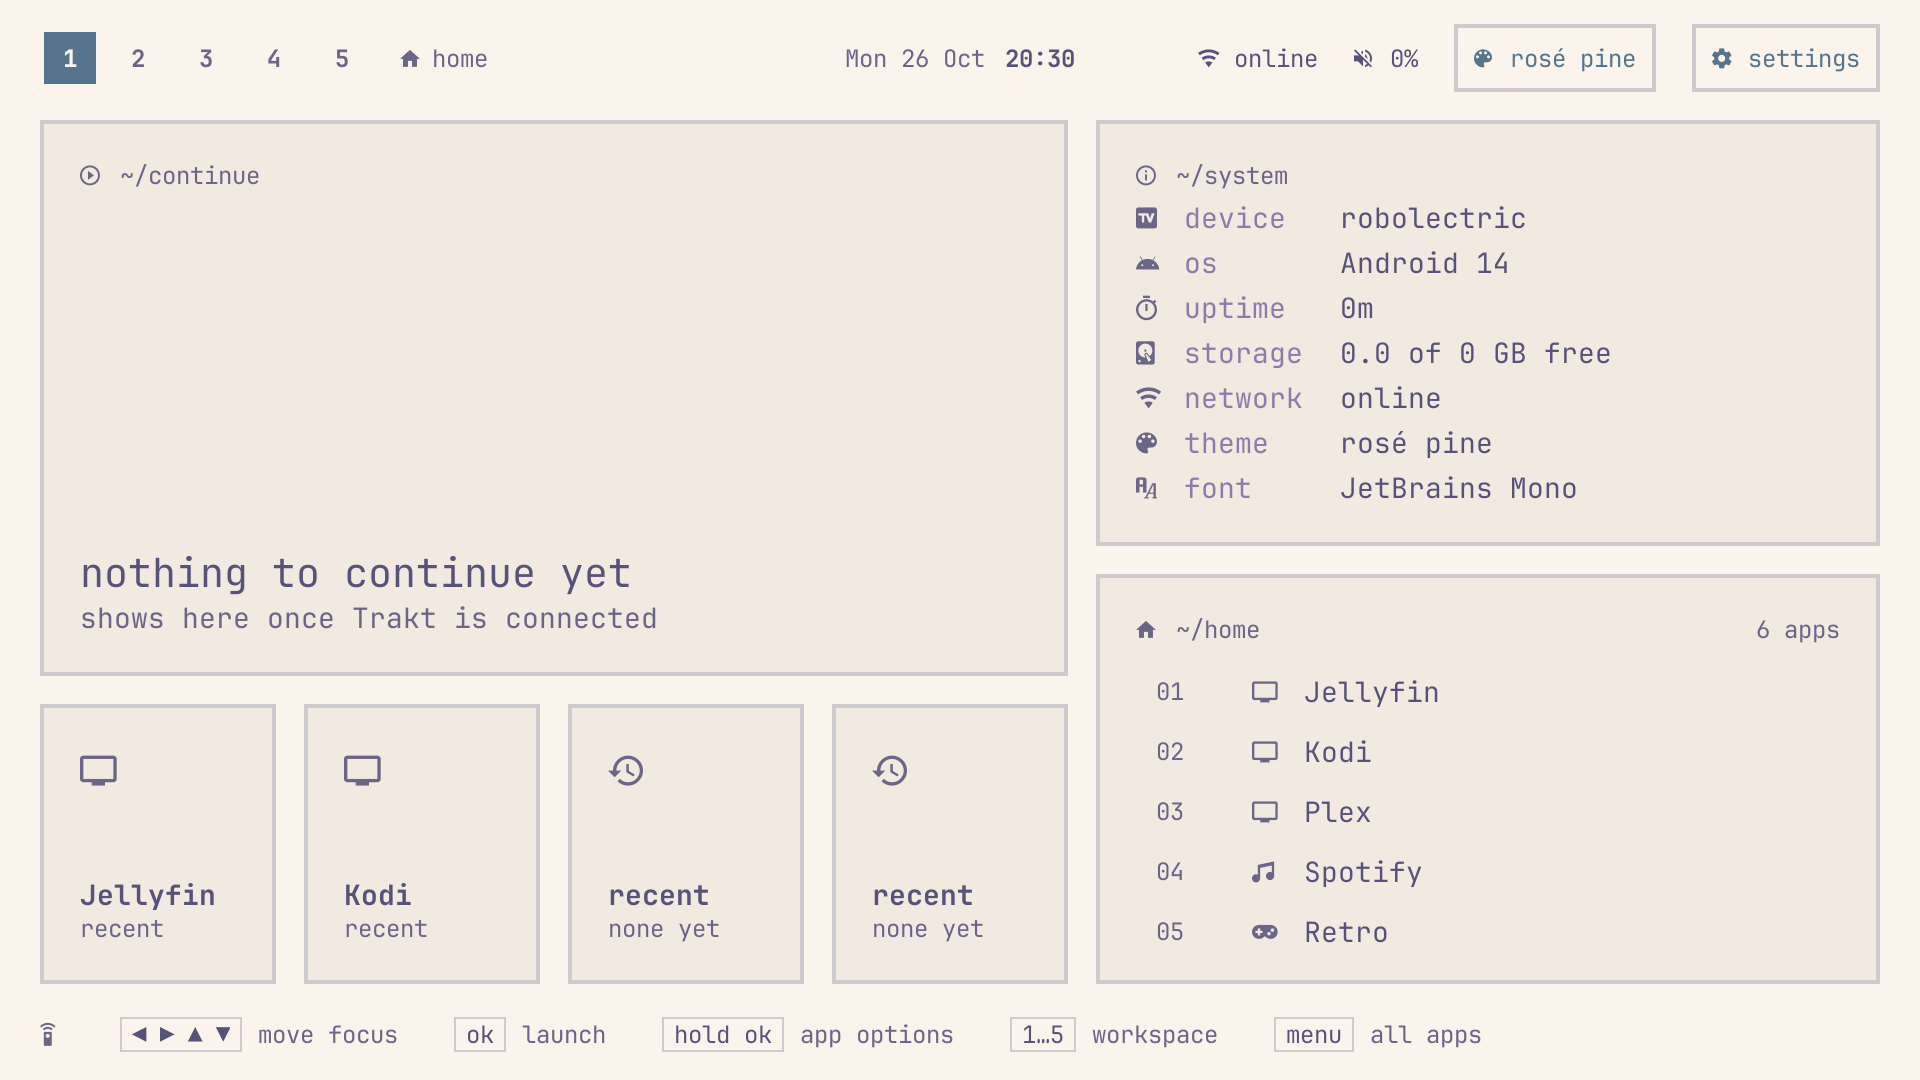 1 2 3 4 5 home Mon 26 Oct 20:30 online 0% rosé pine settings
~/continue
nothing to continue yet
shows here once Trakt is connected
~/system
device robolectric
os Android 14
uptime 0m
storage 0.0 of 0 GB free
network online
theme rosé pine
font JetBrains Mono
Jellyfin
recent
Kodi
recent
recent
none yet
recent
none yet
~/home 6 apps
01 Jellyfin
02 Kodi
03 Plex
04 Spotify
05 Retro
◀ ▶ ▲ ▼ move focus ok launch hold ok app options 1…5 workspace menu all apps